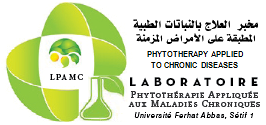 مخبر العلاج بالنباتات الطبية
المطبقة على الأمراض المزمنة
PHYTOTHERAPY APPLIED
TO CHRONIC DISEASES
LPAMC
LABORATOIRE
PHYTOTHÉRAPIE APPLIQUÉE
AUX MALADIES CHRONIQUES
Université Ferhat Abbas, Sétif 1